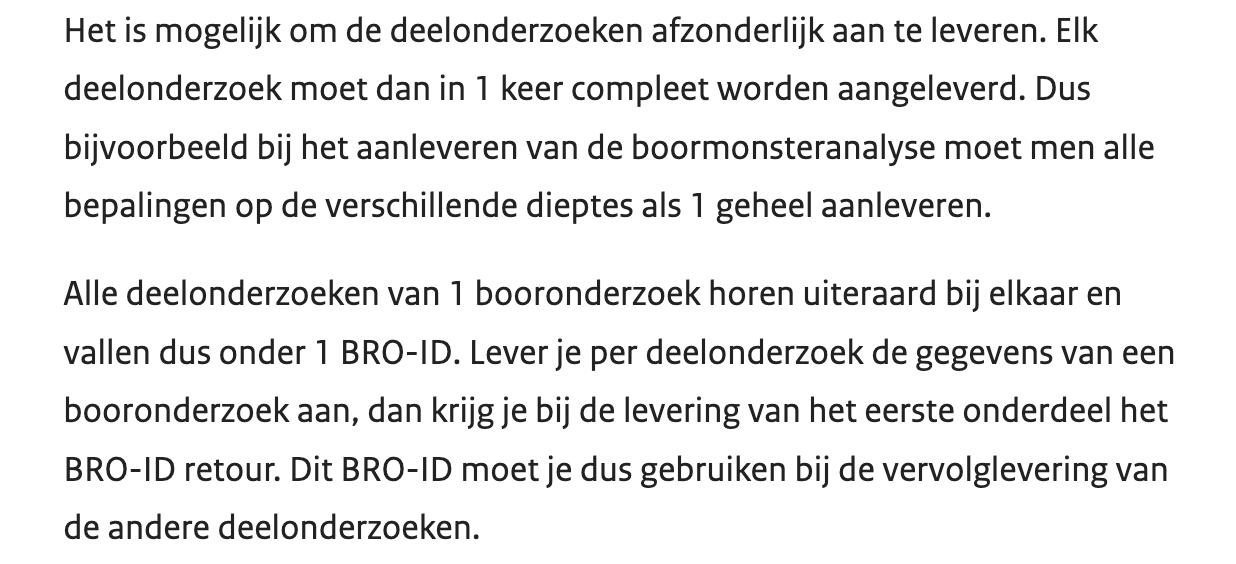 Het is mogelijk om de deelonderzoeken afzonderlijk aan te leveren. Elk
deelonderzoek moet dan in 1 keer compleet worden aangeleverd. Dus
bijvoorbeeld bij het aanleveren van de boormonsteranalyse moet men alle
bepalingen op de verschillende dieptes als 1 geheel aanleveren.
Alle deelonderzoeken van 1 booronderzoek horen uiteraard bij elkaar en
vallen dus onder 1 BRO-ID. Lever je per deelonderzoek de gegevens van een
booronderzoek aan, dan krijg je bij de levering van het eerste onderdeel het
BRO-ID retour. Dit BRO-ID moet je dus gebruiken bij de vervolglevering van
de andere deelonderzoeken.